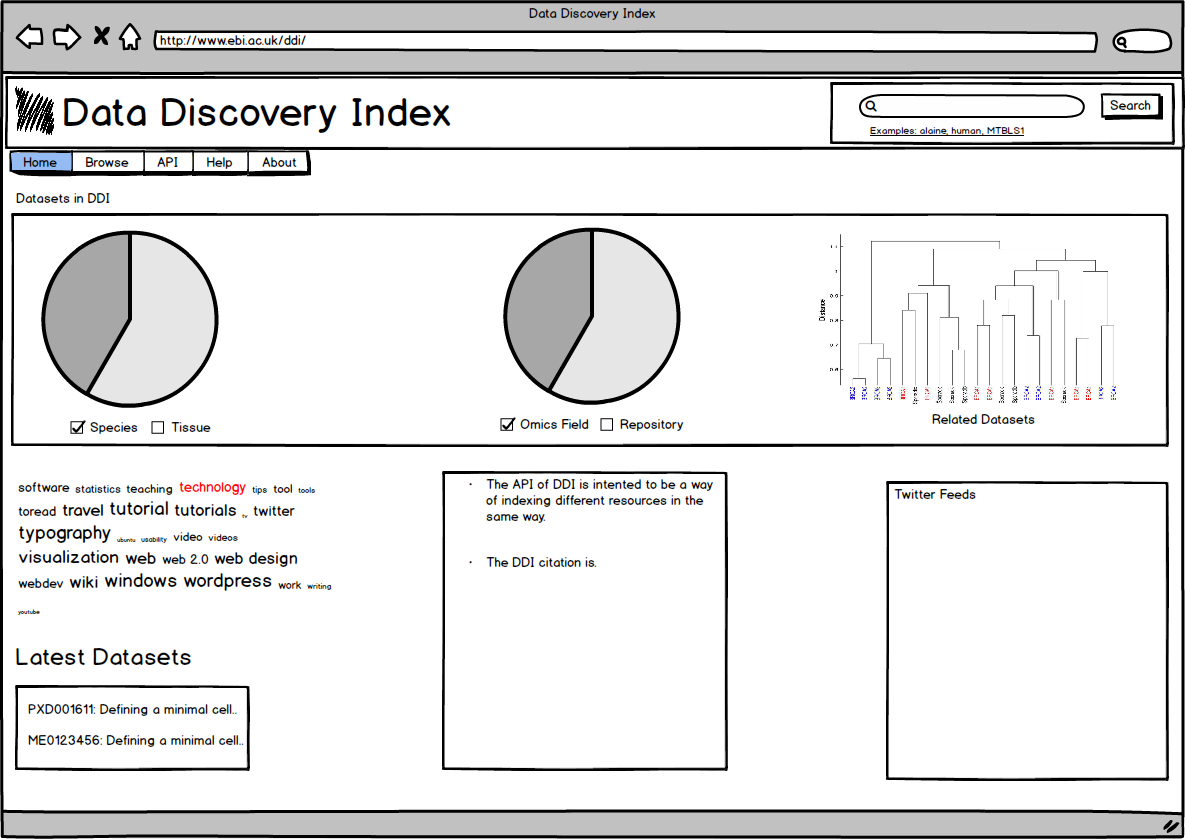 Data Discovery Index
http://www.ebi.ac.uk/ddi/
Data Discovery Index
Search
Examples: alaine, human, MTBLS1
Home Browse API Help About
Datasets in DDI
Distance
Species Tissue
Omics Field Repository
Related Datasets
software statistics teaching technology tips tool tools
toread travel tutorial tutorials tv twitter
typography ubuntu usability video videos
visualization web web 2.0 web design
webdev wiki windows wordpress work writing
youtube
The API of DDI is intented to be a way
of indexing different resources in the
same way.
The DDI citation is.
Twitter Feeds
Latest Datasets
PXD001611: Defining a minimal cell..
ME0123456: Defining a minimal cell..